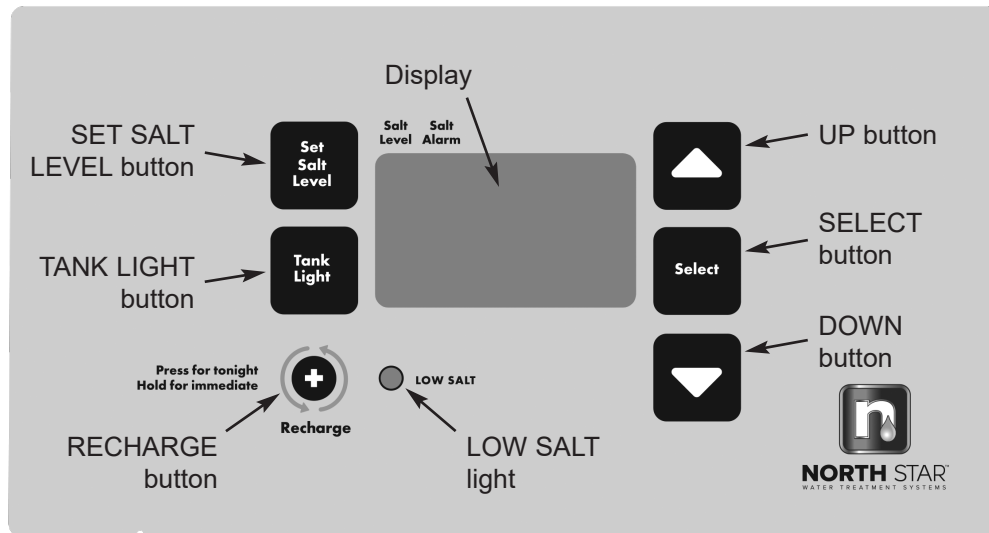 Display
SET SALT
LEVEL button
Set
Salt
Level
Salt Salt
Level Alarm
UP button
TANK LIGHT
button
Tank
Light
Select
SELECT
button
DOWN
button
Press for tonight
Hold for immediate
Recharge
LOW SALT
RECHARGE
button
LOW SALT
light
n
NORTH STAR™
WATER TREATMENT SYSTEMS